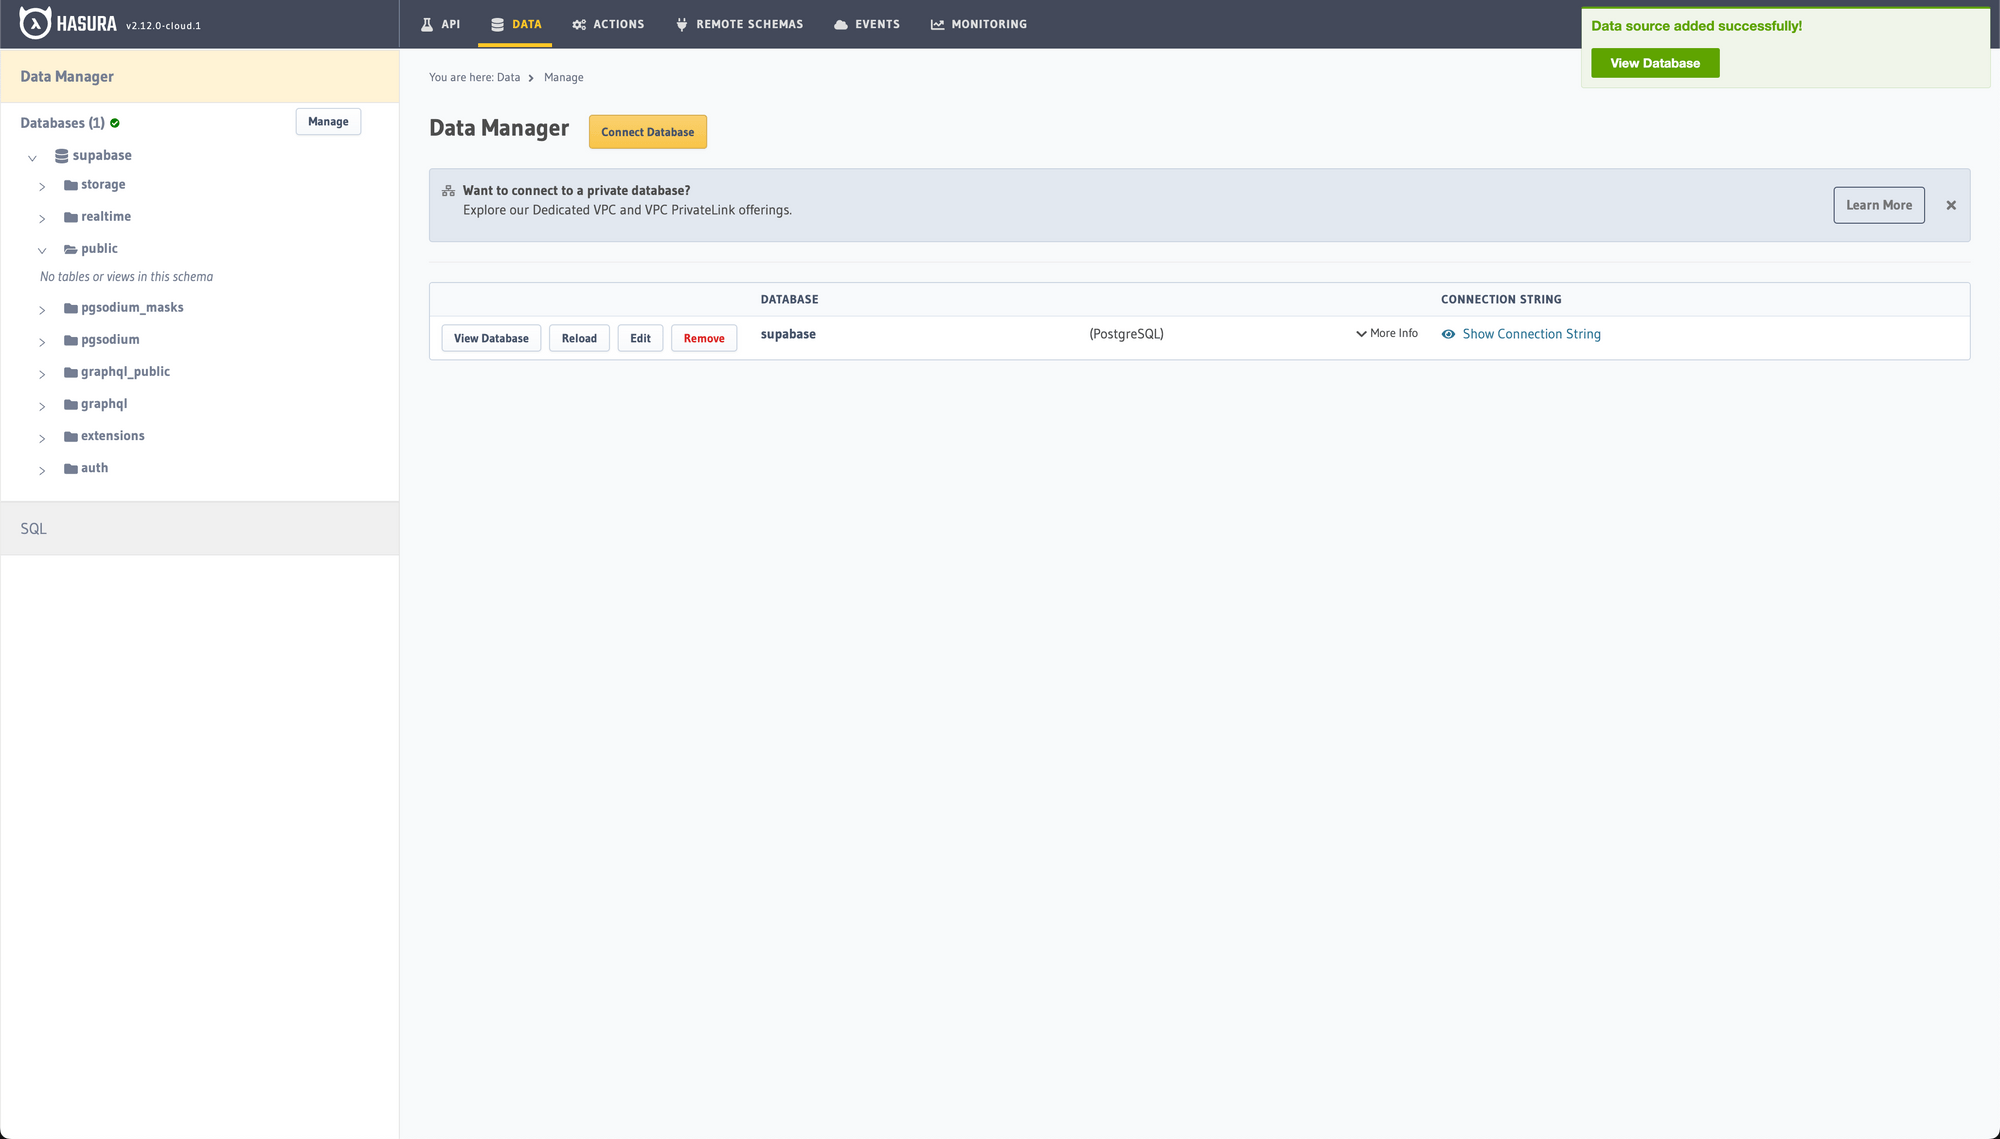 HASURA v2.12.0-cloud.1
API DATA ACTIONS REMOTE SCHEMAS EVENTS MONITORING
Data source added successfully!
View Database
Data Manager
Databases (1) Manage
supabase
storage
realtime
public
No tables or views in this schema
pgsodium_masks
pgsodium
graphql_public
graphql
extensions
auth
SQL
You are here: Data Manage
Data Manager Connect Database
Want to connect to a private database?
Explore our Dedicated VPC and VPC PrivateLink offerings.
Learn More
DATABASE CONNECTION STRING
View Database Reload Edit Remove supabase (PostgreSQL) More Info Show Connection String